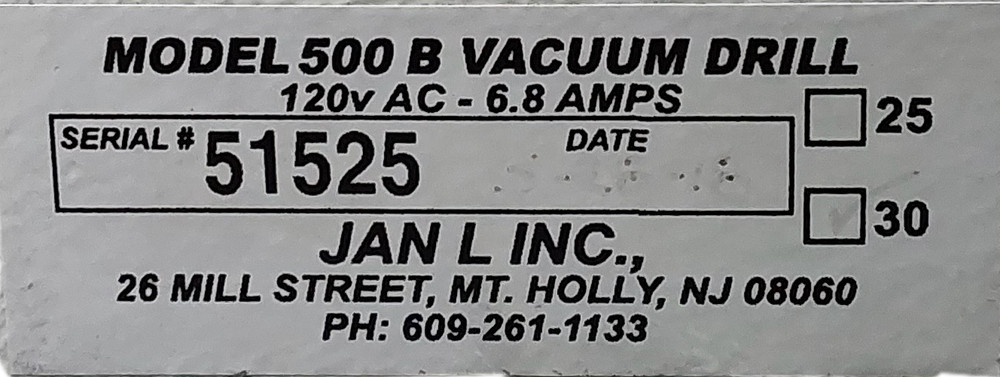 MODEL 500 B VACUUM DRILL
120v AC - 6.8 AMPS
25
SERIAL # 51525 DATE
30
JAN L INC.,
26 MILL STREET, MT. HOLLY, NJ 08060
PH: 609-261-1133